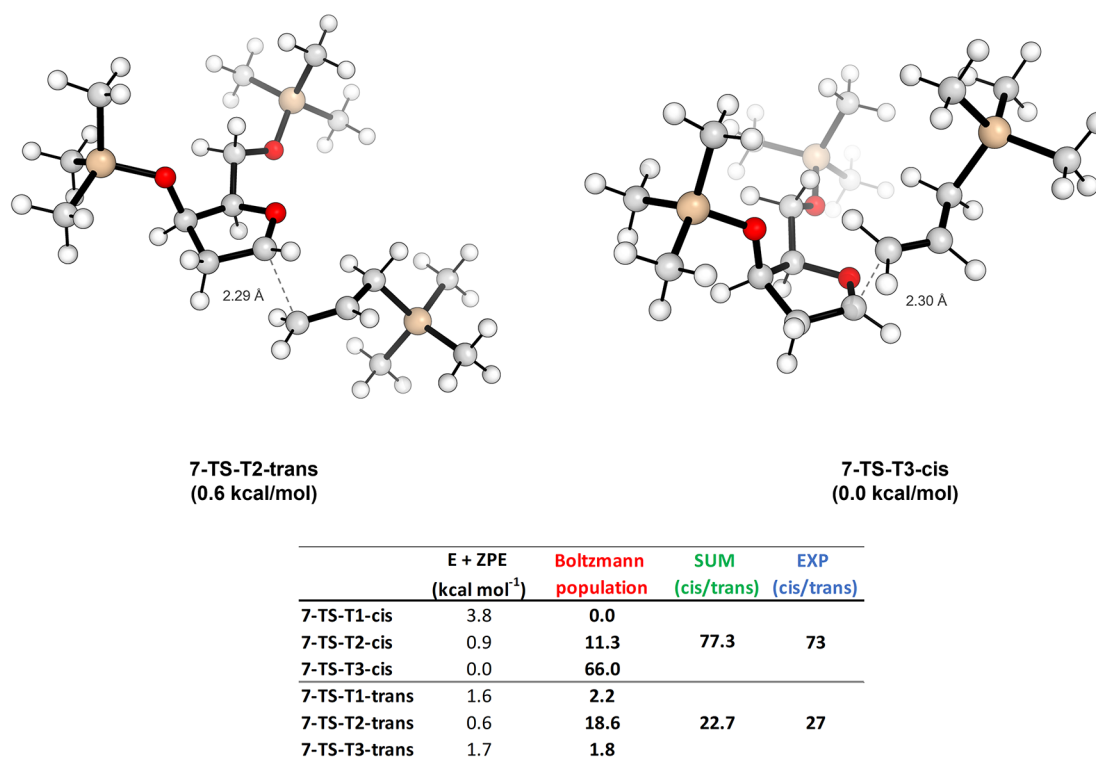 2.29 Å
2.30 Å
7-TS-T2-trans
(0.6 kcal/mol)
7-TS-T3-cis
(0.0 kcal/mol)
E + ZPE Boltzmann SUM EXP
(kcal mol⁻¹) population (cis/trans) (cis/trans)
7-TS-T1-cis 3.8 0.0
7-TS-T2-cis 0.9 11.3 77.3 73
7-TS-T3-cis 0.0 66.0
7-TS-T1-trans 1.6 2.2
7-TS-T2-trans 0.6 18.6 22.7 27
7-TS-T3-trans 1.7 1.8